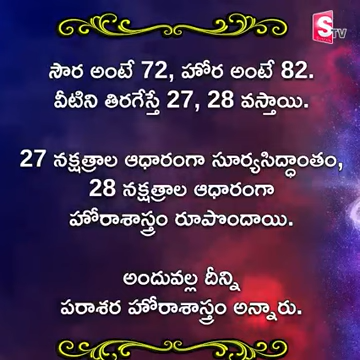 S TV
సౌర అంటే 72, హోర అంటే 82.
వీటిని తిరగేస్తే 27, 28 వస్తాయి.
27 నక్షత్రాల ఆధారంగా సూర్యసిద్ధాంతం,
28 నక్షత్రాల ఆధారంగా
హోరాశాస్త్రం రూపొందాయి.
అందువల్ల దీన్ని
పరాశర హోరాశాస్త్రం అన్నారు.